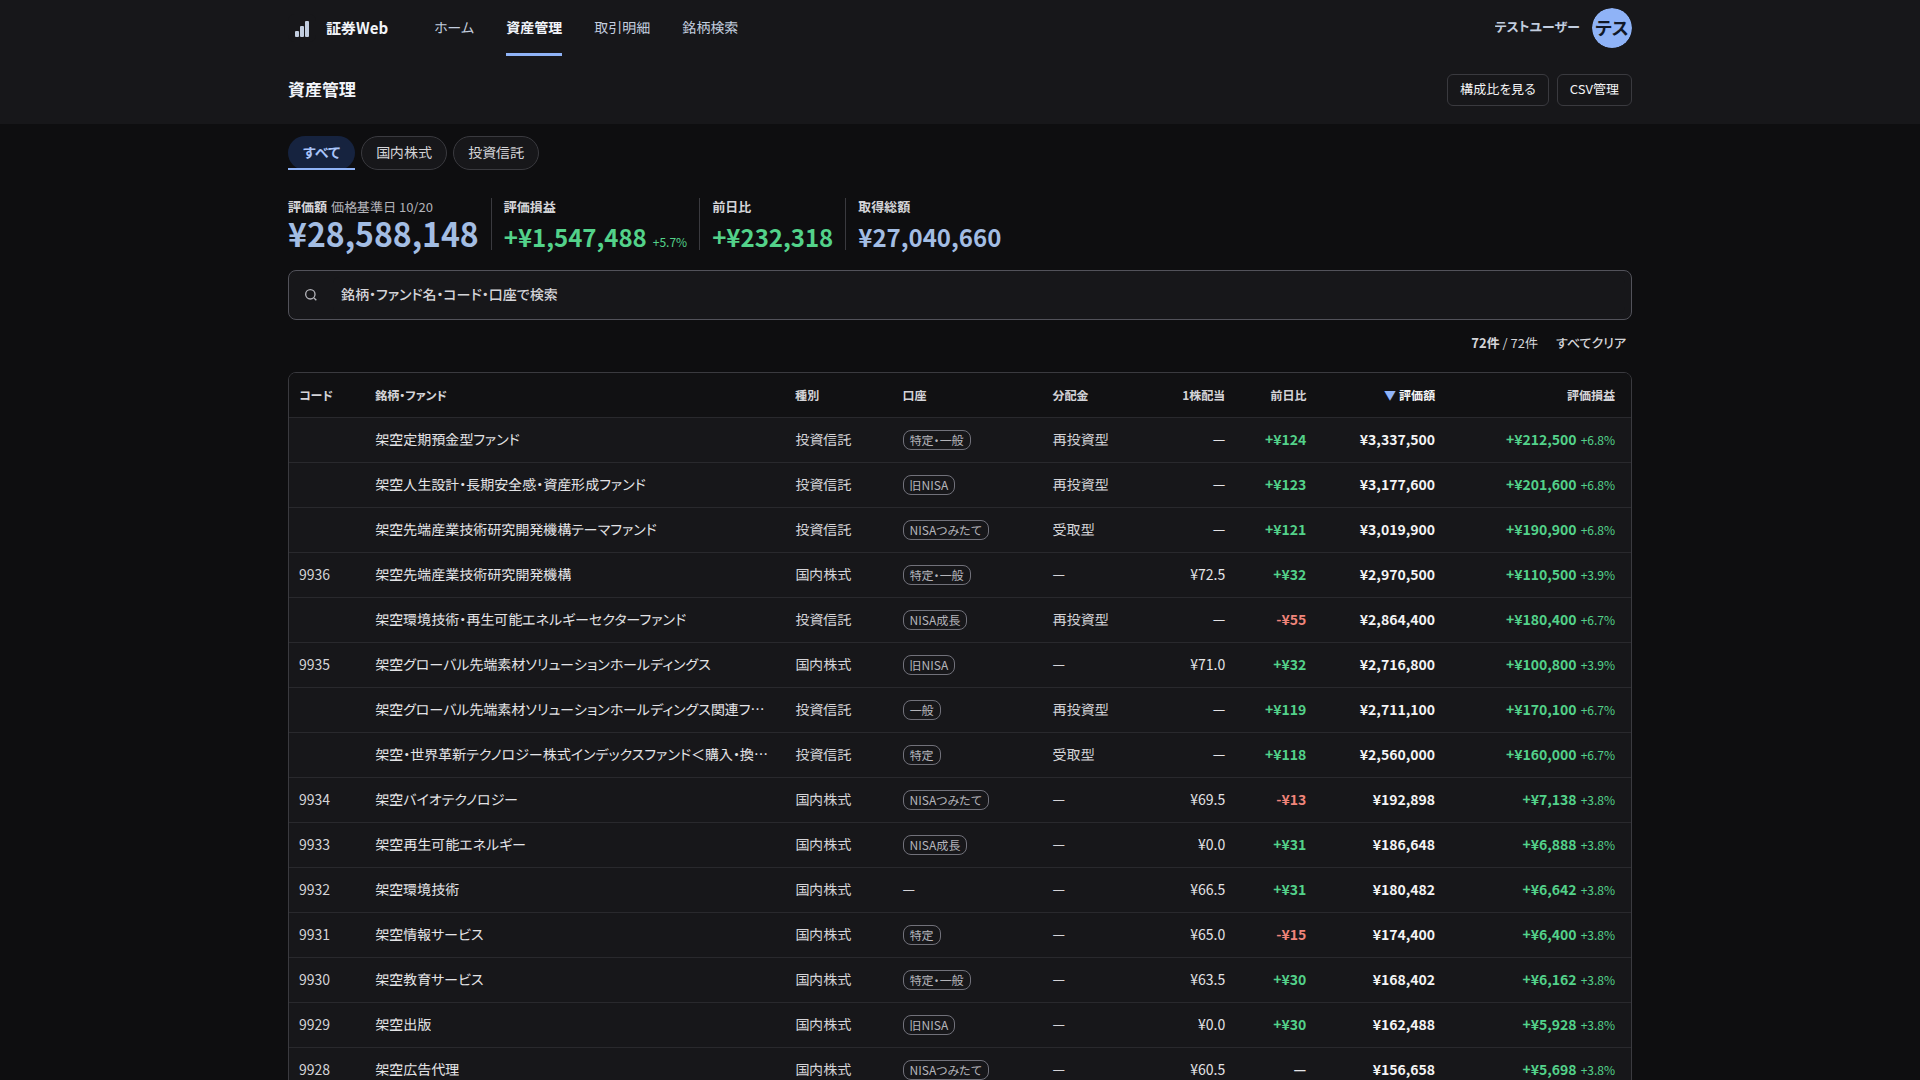 証券Web ホーム 資産管理 取引明細 銘柄検索 テストユーザー テス
資産管理 構成比を見る CSV管理
すべて 国内株式 投資信託
評価額 価格基準日 10/20 評価損益 前日比 取得総額
¥28,588,148 +¥1,547,488 +5.7% +¥232,318 ¥27,040,660
銘柄・ファンド名・コード・口座で検索
72件 / 72件 すべてクリア
コード 銘柄・ファンド 種別 口座 分配金 1株配当 前日比 ▼評価額 評価損益
架空定期預金型ファンド 投資信託 特定・一般 再投資型 — +¥124 ¥3,337,500 +¥212,500 +6.8%
架空人生設計・長期安全感・資産形成ファンド 投資信託 旧NISA 再投資型 — +¥123 ¥3,177,600 +¥201,600 +6.8%
架空先端産業技術研究開発機構テーマファンド 投資信託 NISAつみたて 受取型 — +¥121 ¥3,019,900 +¥190,900 +6.8%
9936 架空先端産業技術研究開発機構 国内株式 特定・一般 — ¥72.5 +¥32 ¥2,970,500 +¥110,500 +3.9%
架空環境技術・再生可能エネルギーセクターファンド 投資信託 NISA成長 再投資型 — -¥55 ¥2,864,400 +¥180,400 +6.7%
9935 架空グローバル先端素材ソリューションホールディングス 国内株式 旧NISA — ¥71.0 +¥32 ¥2,716,800 +¥100,800 +3.9%
架空グローバル先端素材ソリューションホールディングス関連フ… 投資信託 一般 再投資型 — +¥119 ¥2,711,100 +¥170,100 +6.7%
架空・世界革新テクノロジー株式インデックスファンド＜購入・換… 投資信託 特定 受取型 — +¥118 ¥2,560,000 +¥160,000 +6.7%
9934 架空バイオテクノロジー 国内株式 NISAつみたて — ¥69.5 -¥13 ¥192,898 +¥7,138 +3.8%
9933 架空再生可能エネルギー 国内株式 NISA成長 — ¥0.0 +¥31 ¥186,648 +¥6,888 +3.8%
9932 架空環境技術 国内株式 — — ¥66.5 +¥31 ¥180,482 +¥6,642 +3.8%
9931 架空情報サービス 国内株式 特定 — ¥65.0 -¥15 ¥174,400 +¥6,400 +3.8%
9930 架空教育サービス 国内株式 特定・一般 — ¥63.5 +¥30 ¥168,402 +¥6,162 +3.8%
9929 架空出版 国内株式 旧NISA — ¥0.0 +¥30 ¥162,488 +¥5,928 +3.8%
9928 架空広告代理 国内株式 NISAつみたて — ¥60.5 — ¥156,658 +¥5,698 +3.8%